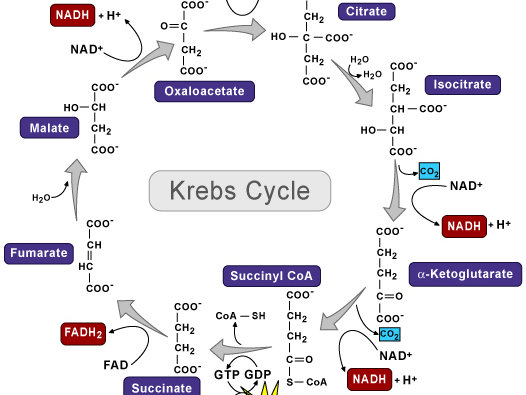 NADH + H⁺
NAD⁺
COO⁻
O=C
CH₂
COO⁻
Oxaloacetate
CH₂
HO — C — COO⁻
CH₂
COO⁻
Citrate
H₂O
H₂O
Isocitrate
COO⁻
CH₂
CH — COO⁻
HO — CH
COO⁻
CO₂
NAD⁺
NADH + H⁺
COO⁻
CH₂
CH₂
C=O
COO⁻
α-Ketoglutarate
CO₂
NAD⁺
NADH + H⁺
Succinyl CoA
COO⁻
CH₂
CH₂
C=O
S — CoA
CoA — SH
GTP GDP
COO⁻
CH₂
CH₂
COO⁻
Succinate
FADH₂
FAD
Fumarate
COO⁻
CH
HC
COO⁻
H₂O
Malate
COO⁻
HO — CH
CH₂
COO⁻
Krebs Cycle